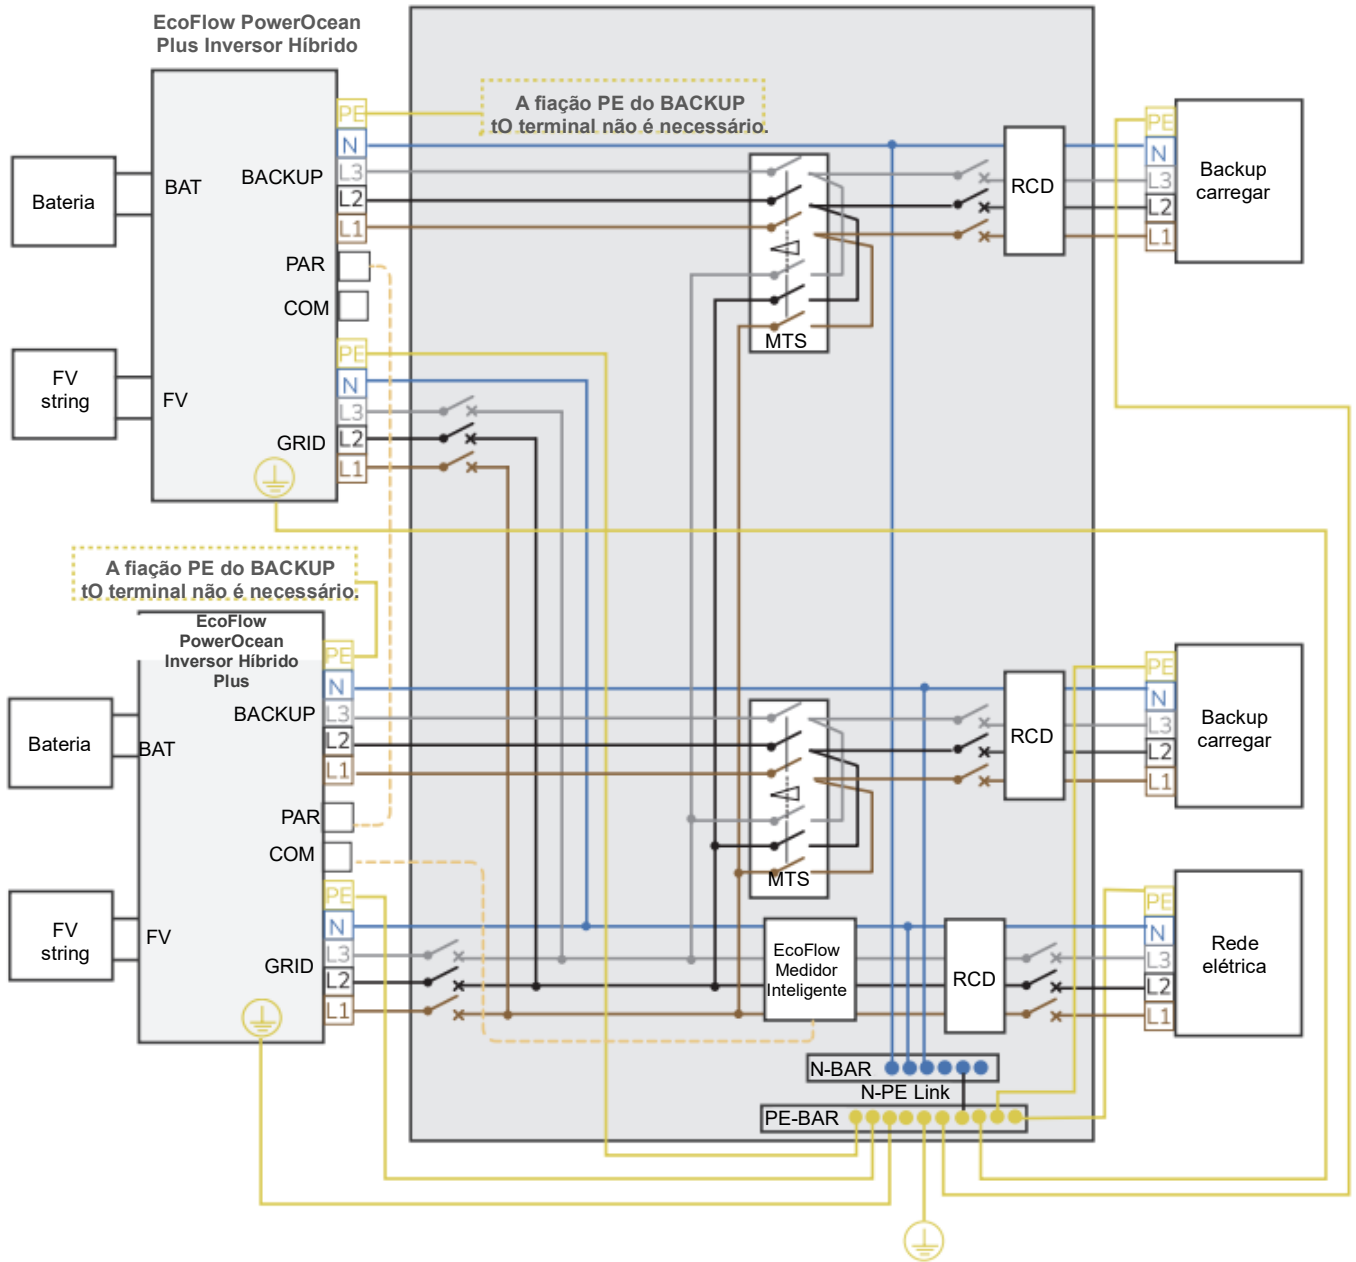 EcoFlow PowerOcean
Plus Inversor Híbrido
A fiação PE do BACKUP
tO terminal não é necessário.
Bateria
BAT
BACKUP
PE
N
L3
L2
L1
PAR
COM
FV
string
FV
GRID
PE
N
L3
L2
L1
MTS
RCD
PE
N
L3
L2
L1
Backup
carregar
A fiação PE do BACKUP
tO terminal não é necessário.
EcoFlow
PowerOcean
Inversor Híbrido
Plus
Bateria
BAT
BACKUP
PE
N
L3
L2
L1
PAR
COM
FV
string
FV
GRID
PE
N
L3
L2
L1
MTS
RCD
PE
N
L3
L2
L1
Backup
carregar
EcoFlow
Medidor
Inteligente
RCD
PE
N
L3
L2
L1
Rede
elétrica
N-BAR
N-PE Link
PE-BAR